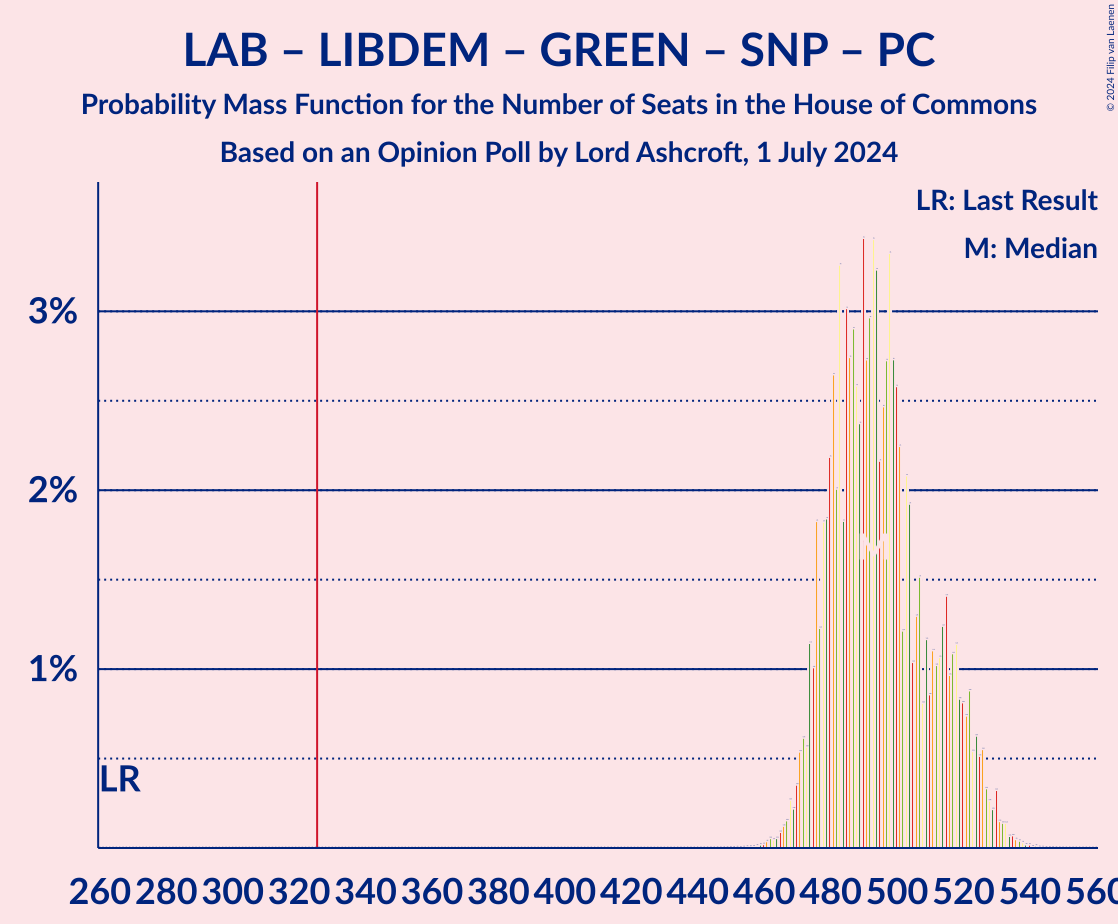 LAB – LIBDEM – GREEN – SNP – PC
Probability Mass Function for the Number of Seats in the House of Commons
Based on an Opinion Poll by Lord Ashcroft, 1 July 2024
© 2024 Filip van Laenen
LR: Last Result
M: Median
3%
2%
1%
LR
M
260 280 300 320 340 360 380 400 420 440 460 480 500 520 540 560